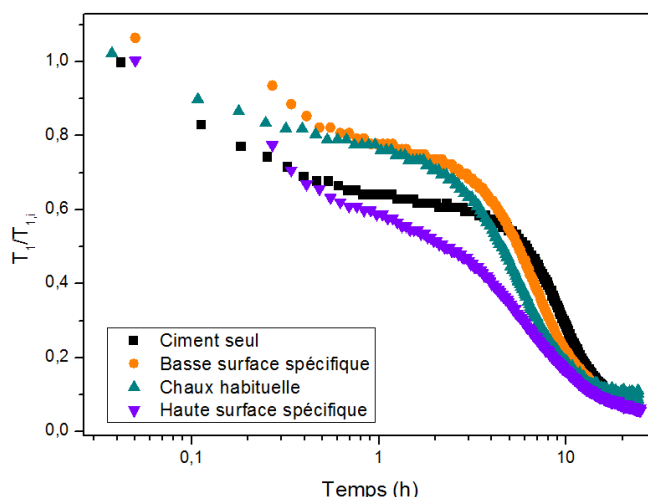 1,0
0,8
0,6
0,4
0,2
0,0
T1/T1,i
Ciment seul
Basse surface spécifique
Chaux habituelle
Haute surface spécifique
0,1
1
10
Temps (h)